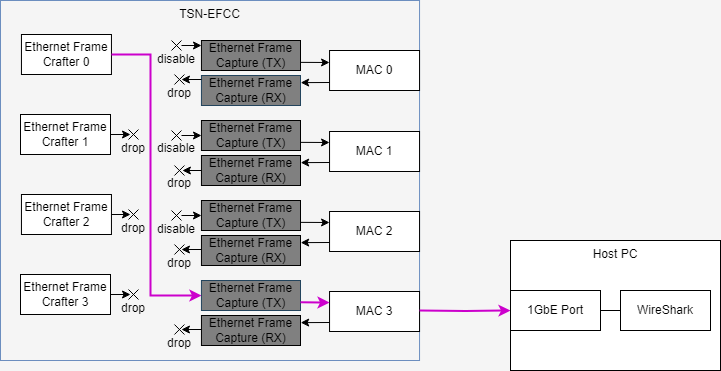 TSN-EFCC
Ethernet Frame
Crafter 0
disable
Ethernet Frame
Capture (TX)
MAC 0
drop
Ethernet Frame
Capture (RX)
Ethernet Frame
Crafter 1
drop
disable
Ethernet Frame
Capture (TX)
MAC 1
drop
Ethernet Frame
Capture (RX)
Ethernet Frame
Crafter 2
drop
disable
Ethernet Frame
Capture (TX)
MAC 2
drop
Ethernet Frame
Capture (RX)
Ethernet Frame
Crafter 3
drop
Ethernet Frame
Capture (TX)
MAC 3
drop
Ethernet Frame
Capture (RX)
Host PC
1GbE Port
WireShark